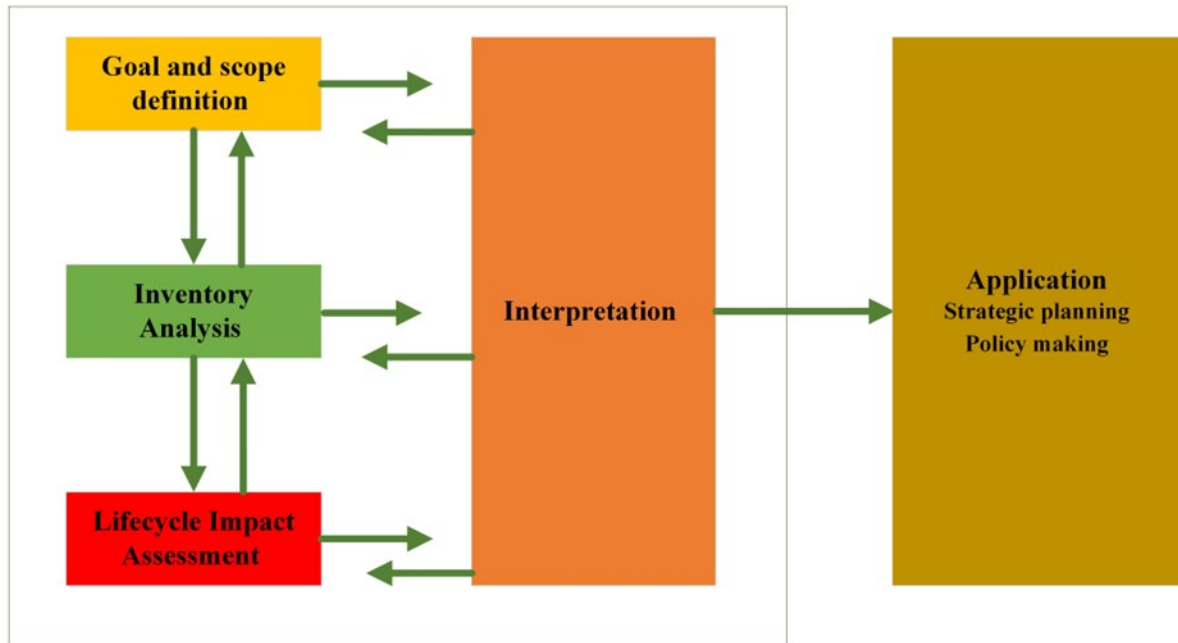 Goal and scope
definition
Inventory
Analysis
Lifecycle Impact
Assessment
Interpretation
Application
Strategic planning
Policy making